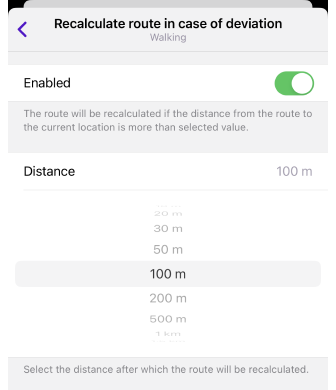 Recalculate route in case of deviation
Walking
Enabled
The route will be recalculated if the distance from the route to
the current location is more than selected value.
Distance 100 m
20 m
30 m
50 m
100 m
200 m
500 m
1 km
Select the distance after which the route will be recalculated.